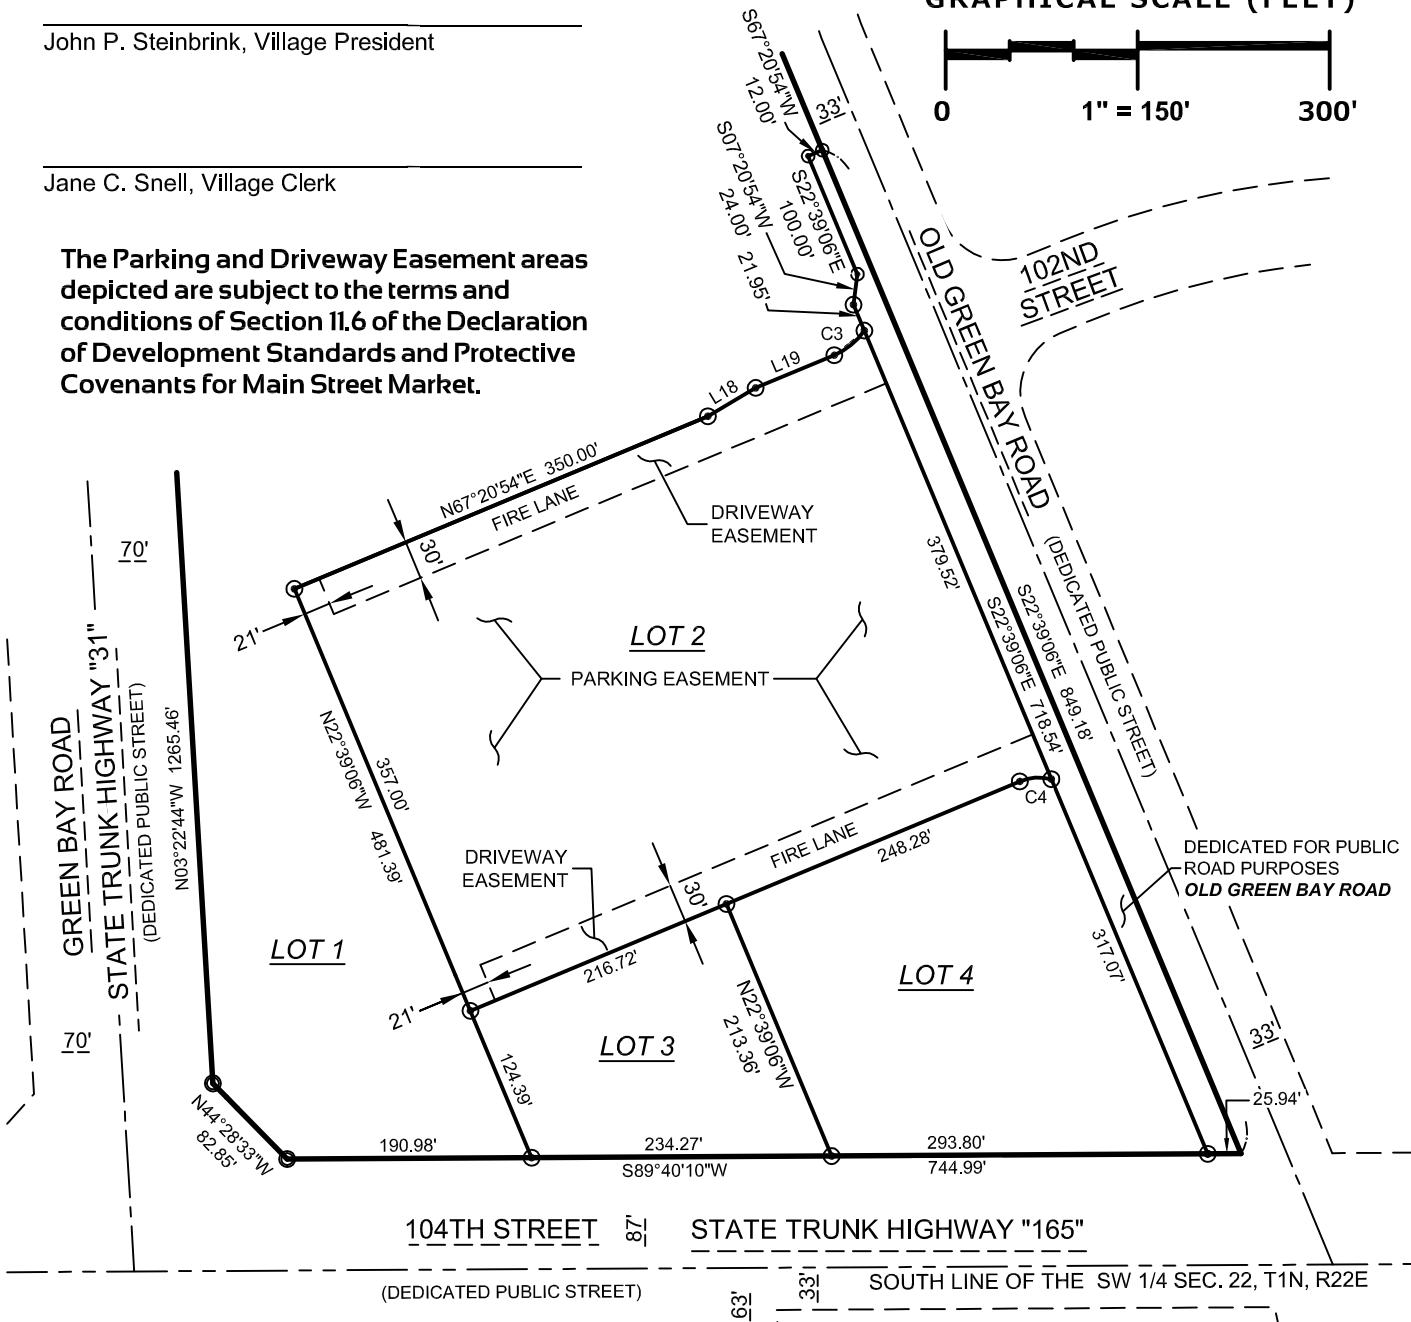 GRAPHICAL SCALE (FEET)
0
1" = 150'
300'
John P. Steinbrink, Village President
Jane C. Snell, Village Clerk
The Parking and Driveway Easement areas
depicted are subject to the terms and
conditions of Section 11.6 of the Declaration
of Development Standards and Protective
Covenants for Main Street Market.
S67°20'54"W
12.00'
33'
S07°20'54"W
24.00'
S22°39'06"E
100.00'
21.95'
C3
L19
L18
OLD GREEN BAY ROAD
(DEDICATED PUBLIC STREET)
102ND
STREET
N67°20'54"E 350.00'
FIRE LANE
30'
21'
DRIVEWAY
EASEMENT
379.52'
S22°39'06"E 718.54'
S22°39'06"E 849.18'
LOT 2
PARKING EASEMENT
70'
GREEN BAY ROAD
STATE TRUNK HIGHWAY "31"
(DEDICATED PUBLIC STREET)
N03°22'44"W 1265.46'
70'
357.00'
N22°39'06"W 481.39'
C4
DRIVEWAY
EASEMENT
FIRE LANE
30'
248.28'
DEDICATED FOR PUBLIC
ROAD PURPOSES
OLD GREEN BAY ROAD
LOT 1
216.72'
21'
LOT 4
317.07'
LOT 3
N22°39'06"W
213.36'
124.39'
33'
N44°28'33"W
82.85'
25.94'
190.98'
234.27'
293.80'
S89°40'10"W
744.99'
104TH STREET
87'
STATE TRUNK HIGHWAY "165"
(DEDICATED PUBLIC STREET)
33'
SOUTH LINE OF THE SW 1/4 SEC. 22, T1N, R22E
63'